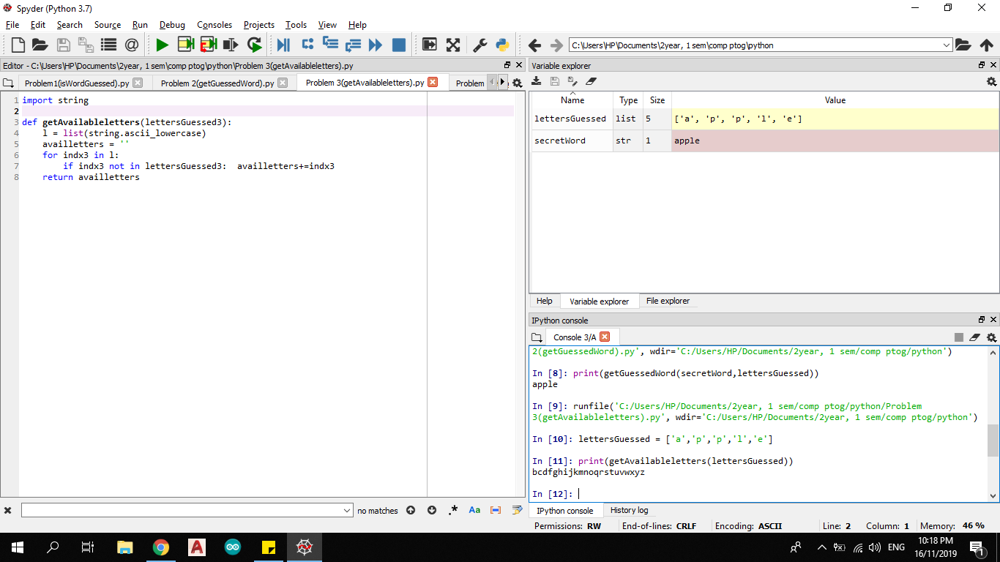 Spyder (Python 3.7)
File Edit Search Source Run Debug Consoles Projects Tools View Help
C:\Users\HP\Documents\2year, 1 sem\comp ptog\python
Editor - C:\Users\HP\Documents\2year, 1 sem\comp ptog\python\Problem 3(getAvailableletters).py
Problem1(isWordGuessed).py Problem 2(getGuessedWord).py Problem 3(getAvailableletters).py Problem
1 import string
2
3 def getAvailableletters(lettersGuessed3):
4     l = list(string.ascii_lowercase)
5     availletters = ''
6     for indx3 in l:
7         if indx3 not in lettersGuessed3:  availletters+=indx3
8     return availletters
Variable explorer
Name Type Size Value
lettersGuessed list 5 ['a', 'p', 'p', 'l', 'e']
secretWord str 1 apple
Help Variable explorer File explorer
IPython console
Console 3/A
2(getGuessedWord).py', wdir='C:/Users/HP/Documents/2year, 1 sem/comp ptog/python')
In [8]: print(getGuessedWord(secretWord,lettersGuessed))
apple
In [9]: runfile('C:/Users/HP/Documents/2year, 1 sem/comp ptog/python/Problem
3(getAvailableletters).py', wdir='C:/Users/HP/Documents/2year, 1 sem/comp ptog/python')
In [10]: lettersGuessed = ['a','p','p','l','e']
In [11]: print(getAvailableletters(lettersGuessed))
bcdfghijkmnoqrstuvwxyz
In [12]:
no matches .* Aa
IPython console History log
Permissions: RW End-of-lines: CRLF Encoding: ASCII Line: 2 Column: 1 Memory: 46 %
ENG
10:18 PM
16/11/2019
1